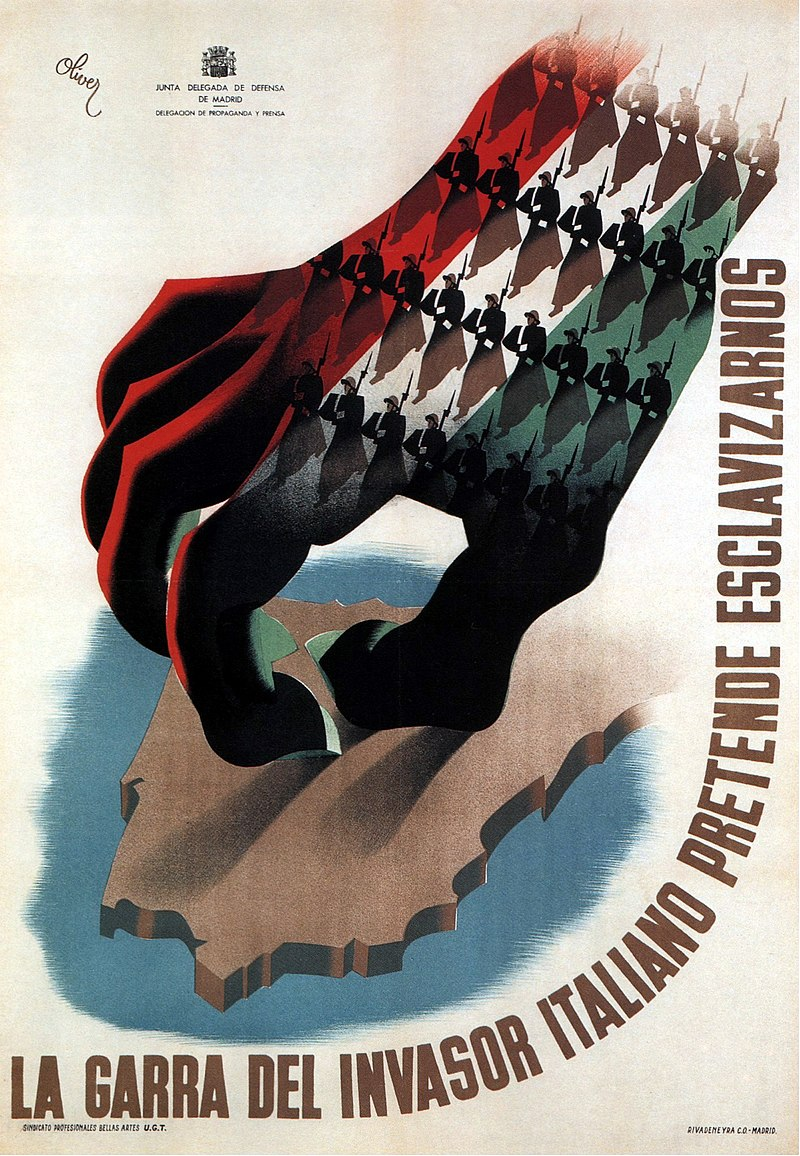 Oliver
JUNTA DELEGADA DE DEFENSA
DE MADRID
DELEGACION DE PROPAGANDA Y PRENSA
LA GARRA DEL INVASOR ITALIANO PRETENDE ESCLAVIZARNOS
SINDICATO PROFESIONALES BELLAS ARTES U.G.T.
RIVADENEYRA C.O.-MADRID.